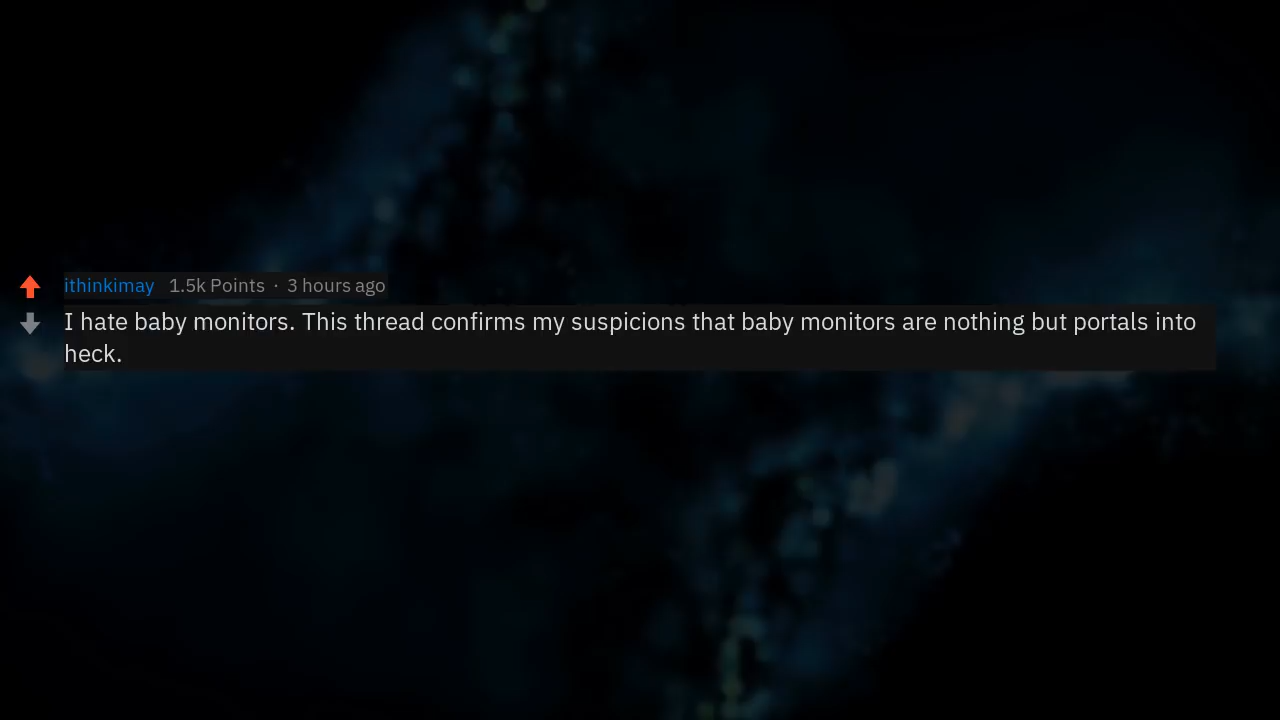 ithinkimay 1.5k Points · 3 hours ago
I hate baby monitors. This thread confirms my suspicions that baby monitors are nothing but portals into
heck.